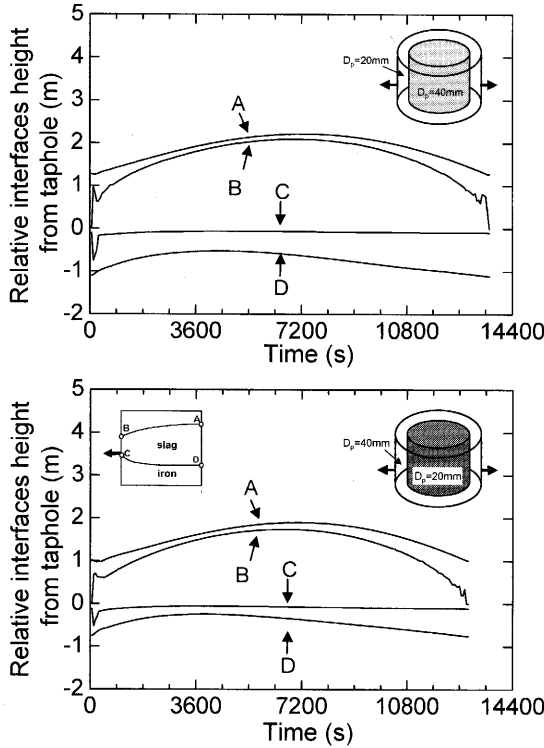 5
4
3
2
1
0
-1
-2
Relative interfaces height
from taphole (m)
Dp=20mm
Dp=40mm
A
B
C
D
0
3600
7200
10800
14400
Time (s)
5
4
3
2
1
0
-1
-2
Relative interfaces height
from taphole (m)
B
A
slag
C
D
iron
Dp=40mm
Dp=20mm
A
B
C
D
0
3600
7200
10800
14400
Time (s)